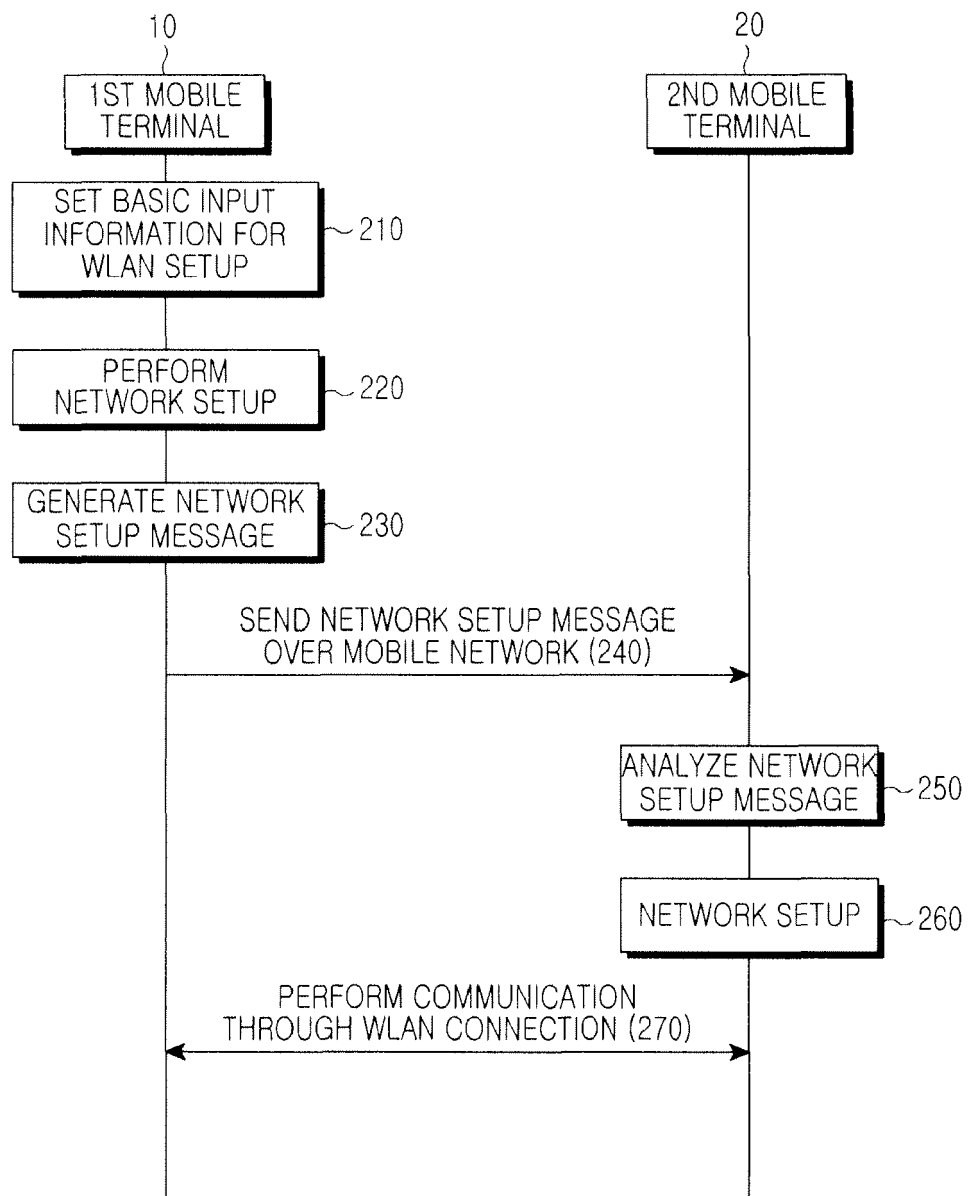 10
20
1ST MOBILE
TERMINAL
2ND MOBILE
TERMINAL
SET BASIC INPUT
INFORMATION FOR
WLAN SETUP
210
PERFORM
NETWORK SETUP
220
GENERATE NETWORK
SETUP MESSAGE
230
SEND NETWORK SETUP MESSAGE
OVER MOBILE NETWORK (240)
ANALYZE NETWORK
SETUP MESSAGE
250
NETWORK SETUP
260
PERFORM COMMUNICATION
THROUGH WLAN CONNECTION (270)